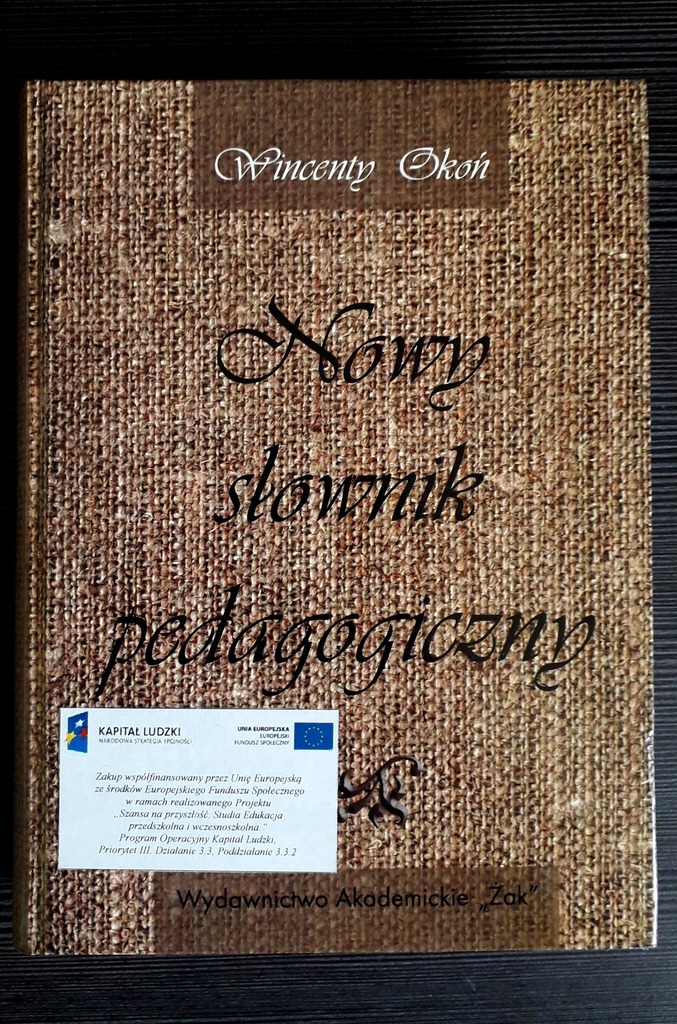 Wincenty Okoń
Nowy
słownik
pedagogiczny
KAPITAŁ LUDZKI
NARODOWA STRATEGIA SPÓJNOŚCI
UNIA EUROPEJSKA
EUROPEJSKI
FUNDUSZ SPOŁECZNY
Zakup współfinansowany przez Unię Europejską
ze środków Europejskiego Funduszu Społecznego
w ramach realizowanego Projektu
„Szansa na przyszłość. Studia Edukacja
przedszkolna i wczesnoszkolna.”
Program Operacyjny Kapitał Ludzki,
Priorytet III, Działanie 3.3, Poddziałanie 3.3.2
Wydawnictwo Akademickie „Żak”